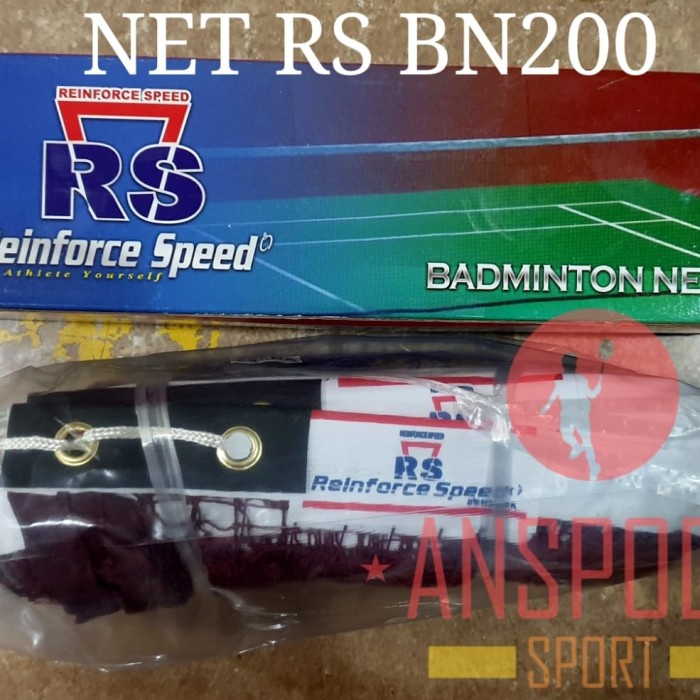 NET RS BN200
REINFORCE SPEED
RS
Reinforce Speed
Athlete Yourself
BADMINTON NE
REINFORCE SPEED
RS
Reinforce Speed
ANSPO
SPORT